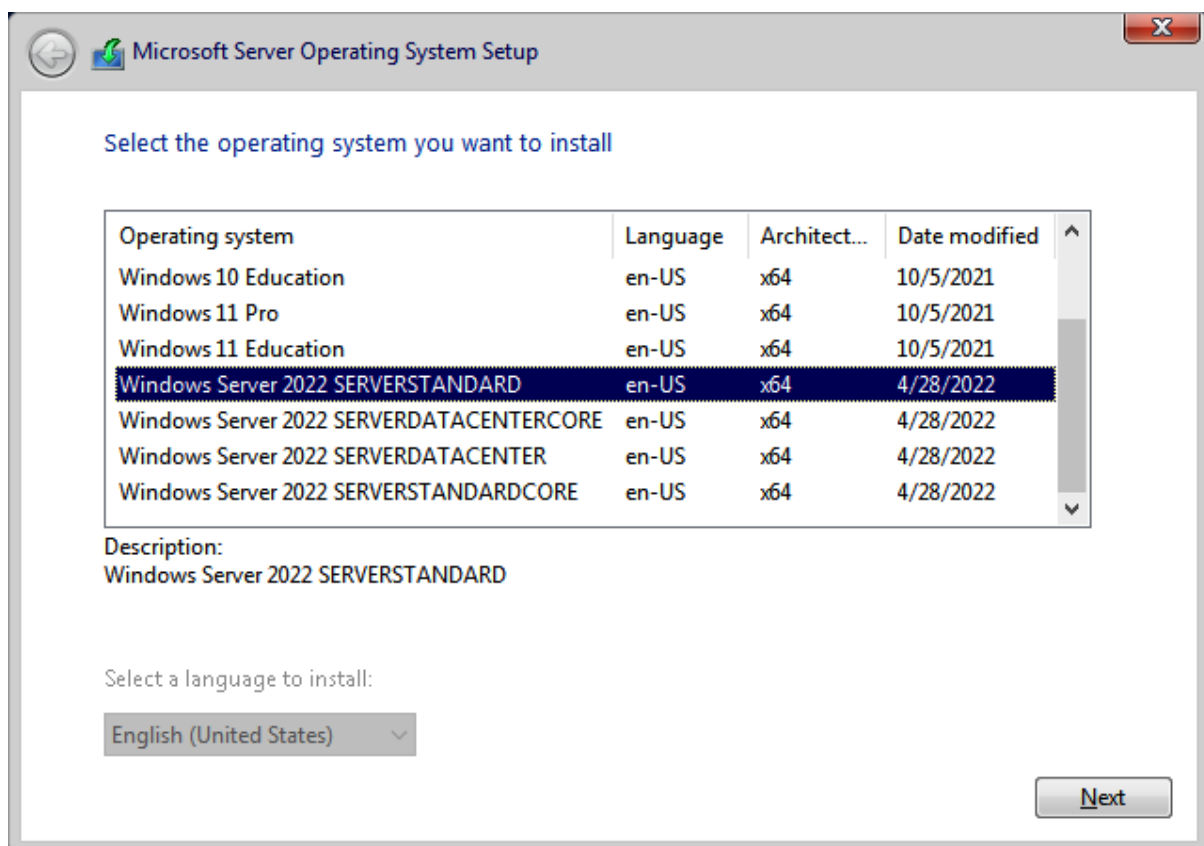 Microsoft Server Operating System Setup
Select the operating system you want to install
Operating system Language Architect... Date modified
Windows 10 Education en-US x64 10/5/2021
Windows 11 Pro en-US x64 10/5/2021
Windows 11 Education en-US x64 10/5/2021
Windows Server 2022 SERVERSTANDARD en-US x64 4/28/2022
Windows Server 2022 SERVERDATACENTERCORE en-US x64 4/28/2022
Windows Server 2022 SERVERDATACENTER en-US x64 4/28/2022
Windows Server 2022 SERVERSTANDARDCORE en-US x64 4/28/2022
Description:
Windows Server 2022 SERVERSTANDARD
Select a language to install:
English (United States)
Next